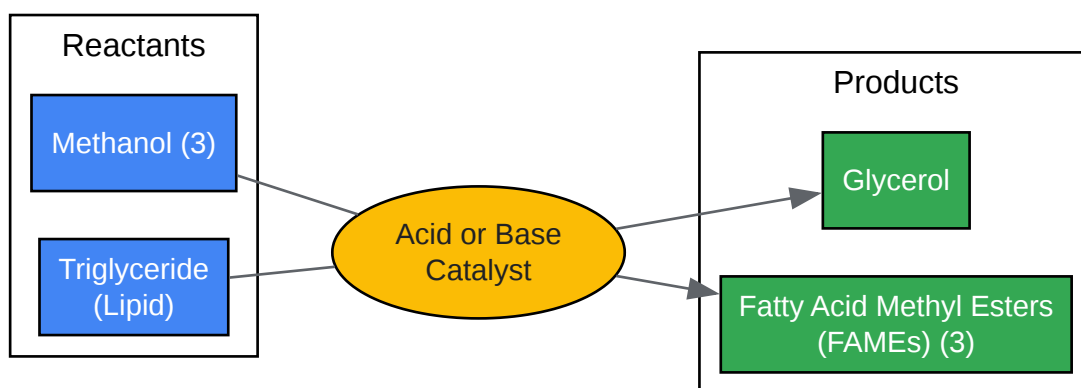 Reactants
Methanol (3)
Triglyceride
(Lipid)
Acid or Base
Catalyst
Products
Glycerol
Fatty Acid Methyl Esters
(FAMEs) (3)